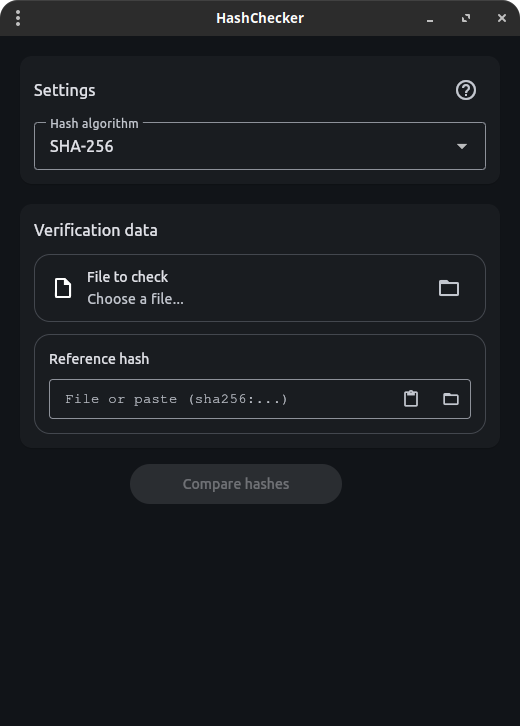 HashChecker
Settings
Hash algorithm
SHA-256
Verification data
File to check
Choose a file...
Reference hash
File or paste (sha256:...)
Compare hashes